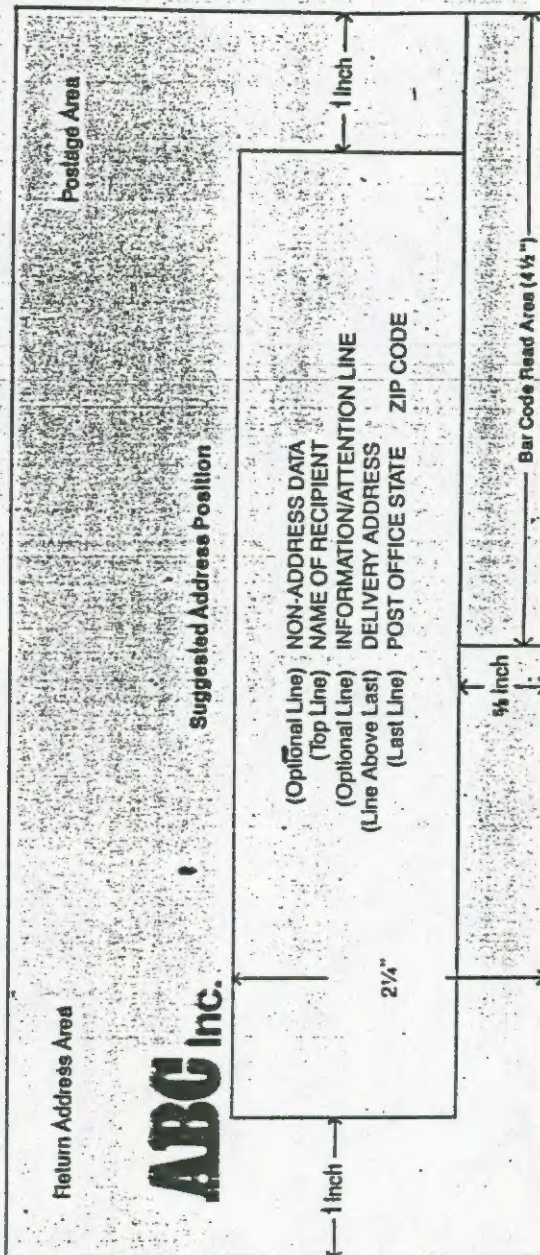 Return Address Area
Postage Area
ABC Inc.
Suggested Address Position
(Optional Line) NON-ADDRESS DATA
(Top Line) NAME OF RECIPIENT
(Optional Line) INFORMATION/ATTENTION LINE
(Line Above Last) DELIVERY ADDRESS
(Last Line) POST OFFICE STATE ZIP CODE
1 Inch
1 Inch
2¼"
⅝ Inch
Bar Code Read Area (4½")